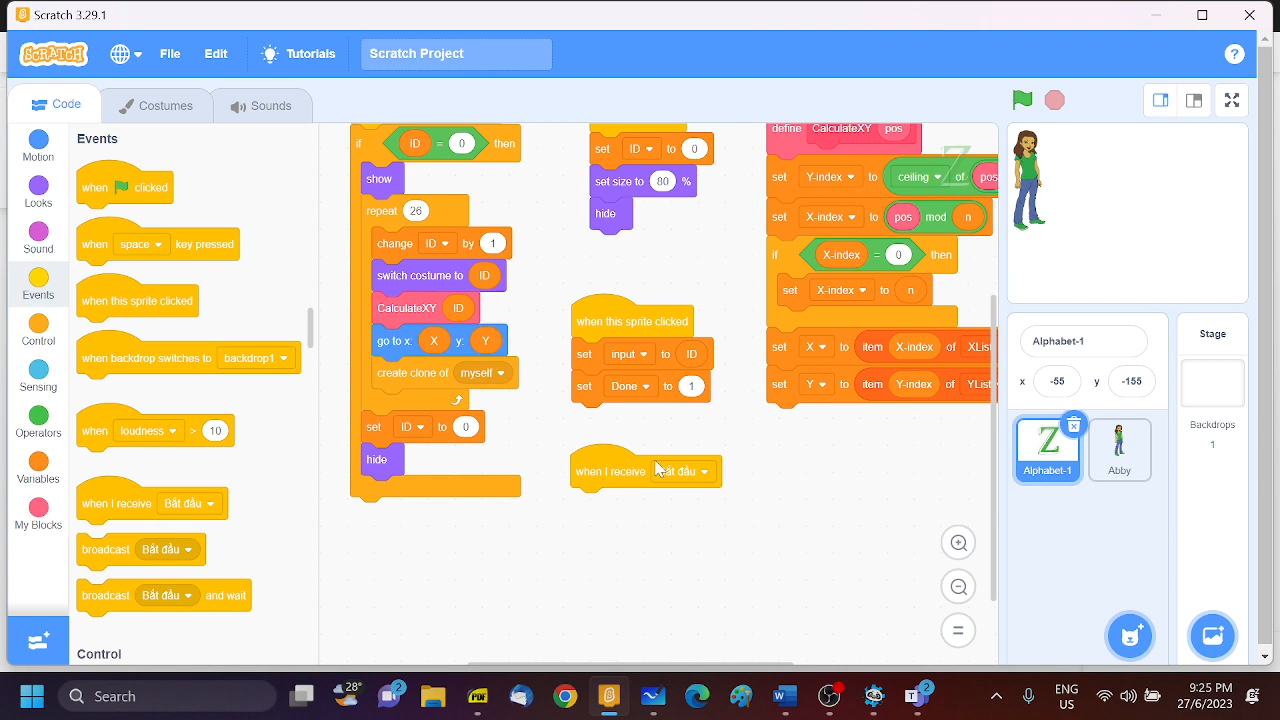 Scratch 3.29.1
SCRATCH File Edit Tutorials Scratch Project ?
Code Costumes Sounds
Motion
Looks
Sound
Events
Control
Sensing
Operators
Variables
My Blocks
Events
when clicked
when space key pressed
when this sprite clicked
when backdrop switches to backdrop1
when loudness > 10
when I receive Bắt đầu
broadcast Bắt đầu
broadcast Bắt đầu and wait
Control
if ID = 0 then
show
repeat 26
change ID by 1
switch costume to ID
CalculateXY ID
go to x: X y: Y
create clone of myself
set ID to 0
hide
set ID to 0
set size to 80 %
hide
when this sprite clicked
set input to ID
set Done to 1
when I receive
define CalculateXY pos
set Y-index to ceiling of pos
set X-index to pos mod n
if X-index = 0 then
set X-index to n
set X to item X-index of XList
set Y to item Y-index of YList
Z
Alphabet-1
x -55 y -155
Z
Alphabet-1
Abby
Stage
Backdrops
1
Search
28°
2
PDF
2
ENG
US
9:25 PM
27/6/2023